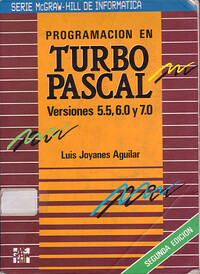 SERIE McGRAW-HILL DE INFORMATICA
PROGRAMACION EN
TURBO
PASCAL
Versiones 5.5, 6.0 y 7.0
Luis Joyanes Aguilar
SEGUNDA EDICION